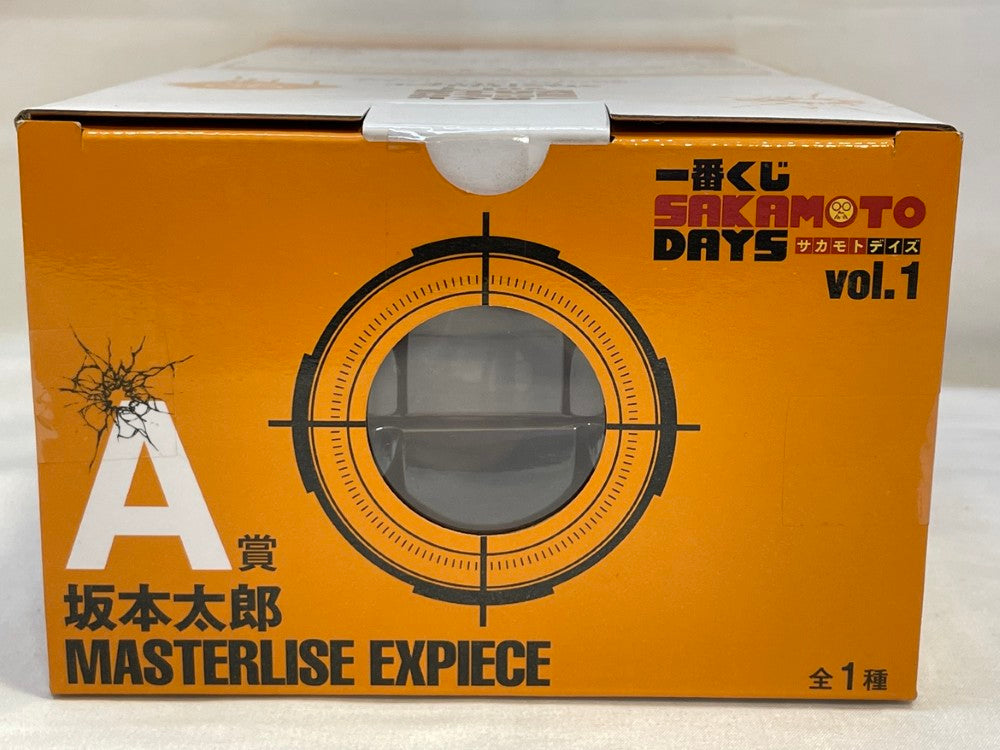 一番くじ
SAKAMOTO
DAYS サカモトデイズ
vol.1
A賞
坂本太郎
MASTERLISE EXPIECE
全1種